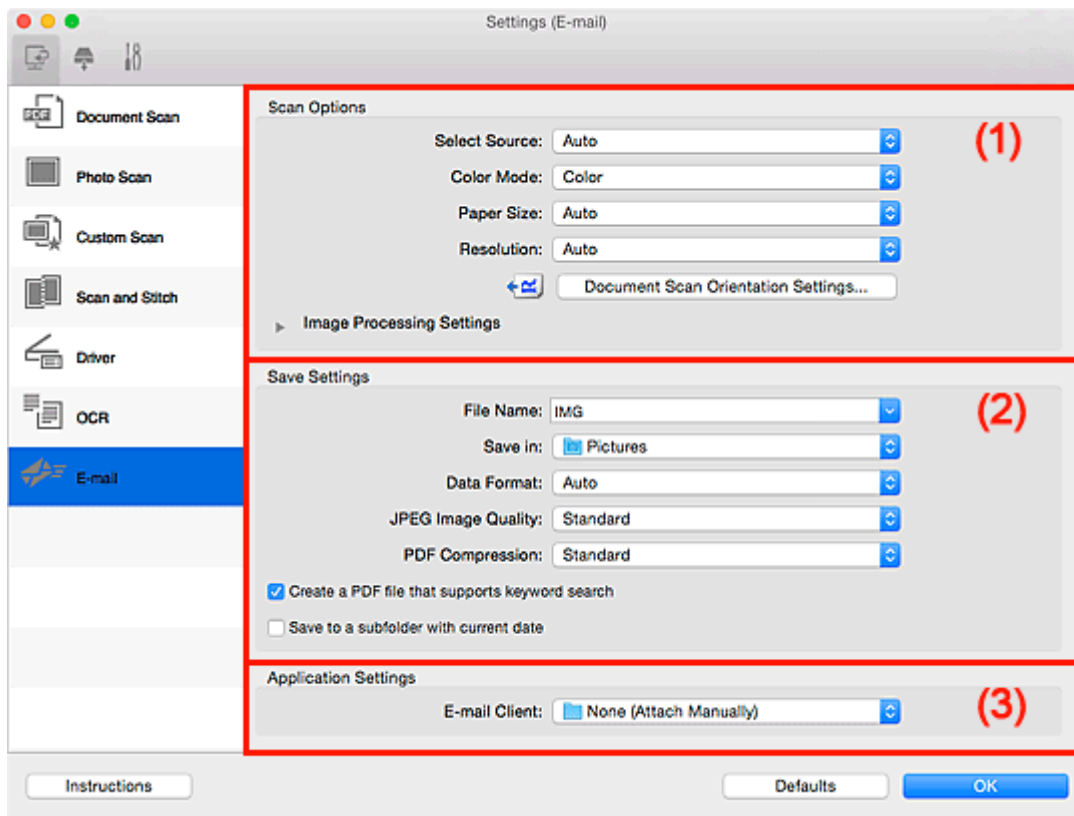 Settings (E-mail)
Document Scan
Photo Scan
Custom Scan
Scan and Stitch
Driver
OCR
E-mail
Scan Options
(1)
Select Source: Auto
Color Mode: Color
Paper Size: Auto
Resolution: Auto
Document Scan Orientation Settings...
Image Processing Settings
Save Settings
(2)
File Name: IMG
Save in: Pictures
Data Format: Auto
JPEG Image Quality: Standard
PDF Compression: Standard
Create a PDF file that supports keyword search
Save to a subfolder with current date
Application Settings
(3)
E-mail Client: None (Attach Manually)
Instructions
Defaults
OK